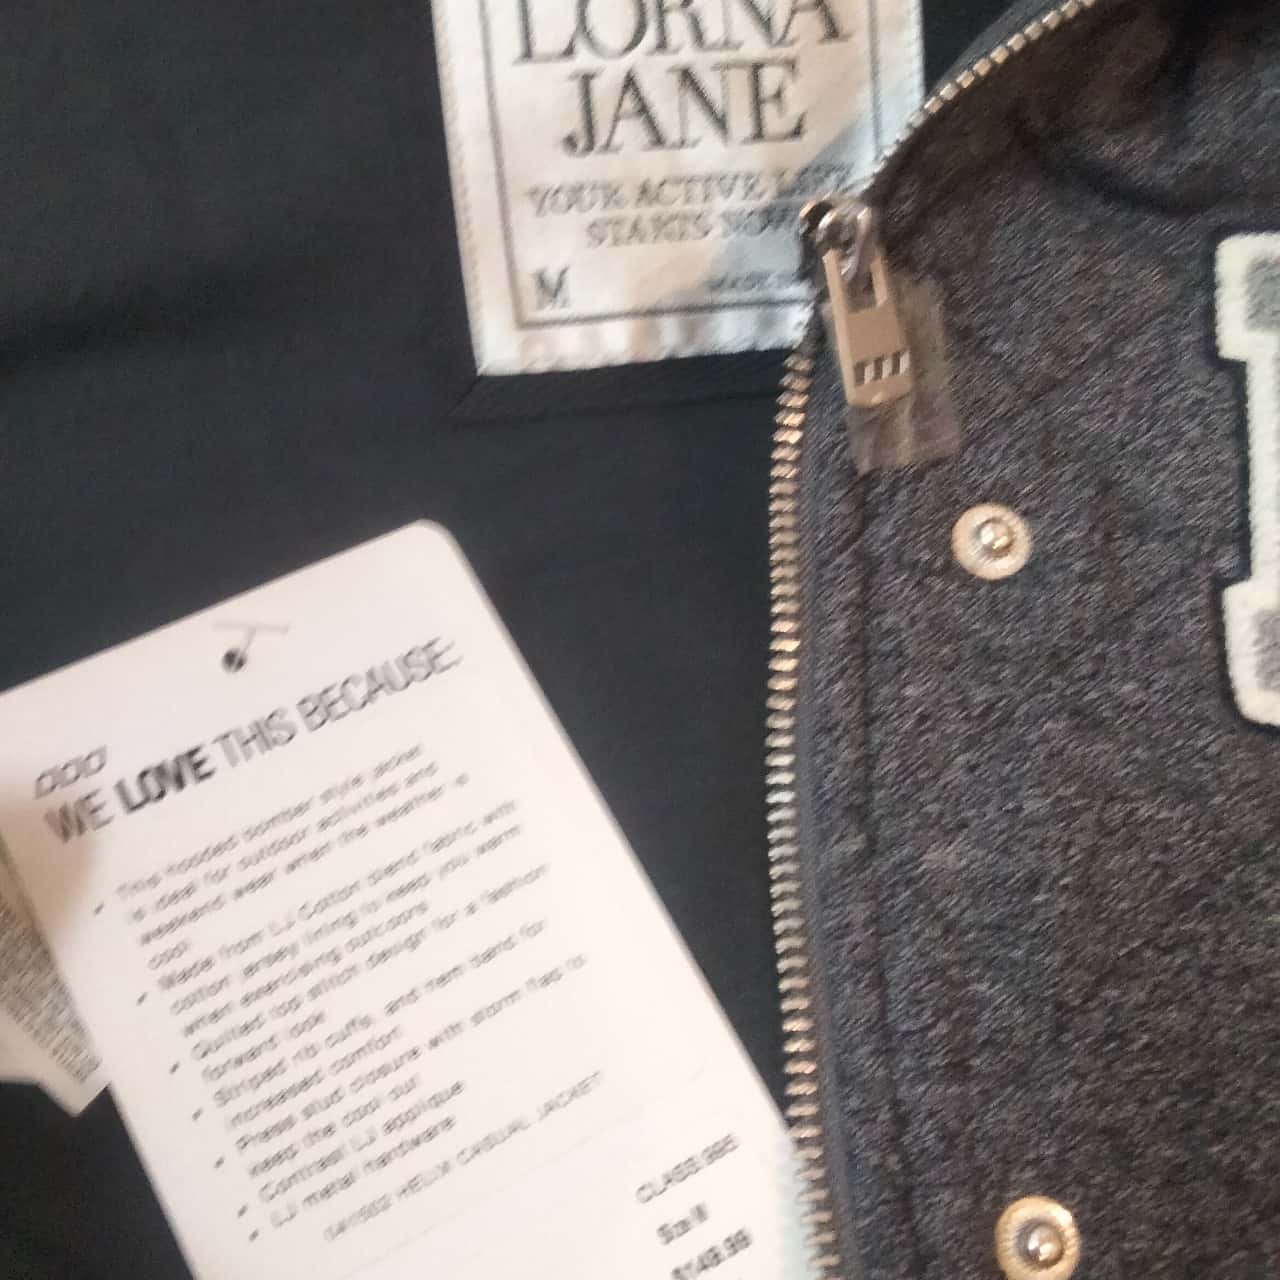 LORNA
JANE
YOUR ACTIVE LIFE
STARTS NOW
M
WE LOVE THIS BECAUSE:
This hooded bomber style jacket
is ideal for outdoor activities and
weekend wear when the weather is
cool
Made from LJ Cotton blend fabric with
cotton jersey lining to keep you warm
when exercising outdoors
Quilted top stitch design for a fashion
forward look
Striped rib cuffs, and hem band for
increased comfort
Press stud closure with storm flap to
keep the cool out
Contrast LJ applique
LJ metal hardware
HELIX CASUAL JACKET
CLASS:
Size M
$149.99